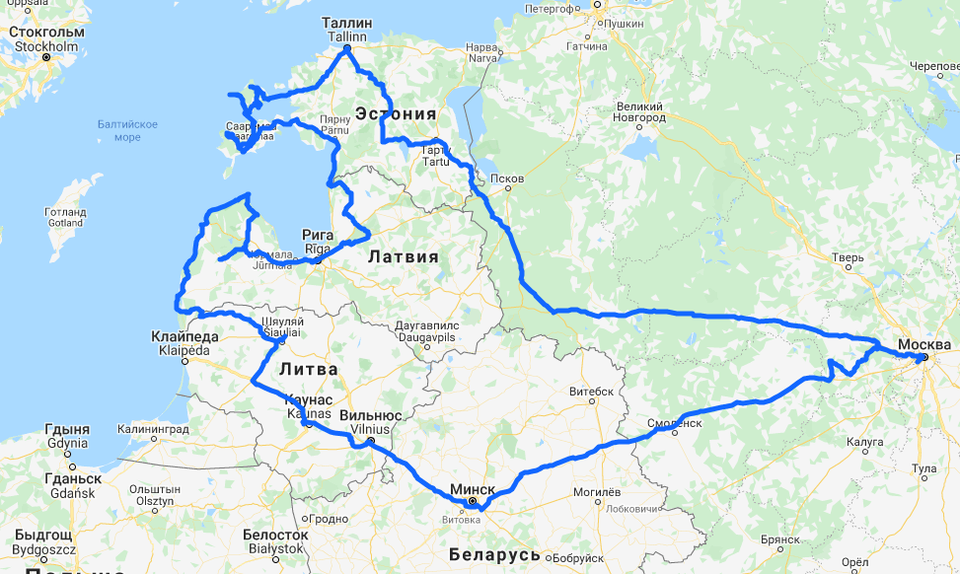 Uppsala
Стокгольм
Stockholm
Таллин
Tallinn
Петергоф
Пушкин
Гатчина
Нарва
Narva
Черепове
Эстония
Великий
Новгород
Балтийское
море
Сааремаа
Saaremaa
Пярну
Pärnu
Тарту
Tartu
Псков
Готланд
Gotland
Рига
Rīga
Юрмала
Jūrmala
Латвия
Тверь
Шяуляй
Šiauliai
Даугавпилс
Daugavpils
Клайпеда
Klaipėda
Москва
Литва
Каунас
Kaunas
Витебск
Вильнюс
Vilnius
Смоленск
Гдыня
Gdynia
Калининград
Калуга
Гданьск
Gdańsk
Тула
Ольштын
Olsztyn
Минск
Могилёв
Витовка
Лобковичи
Гродно
Быдгощ
Bydgoszcz
Белосток
Białystok
Брянск
Беларусь
Бобруйск
Орёл
Польша